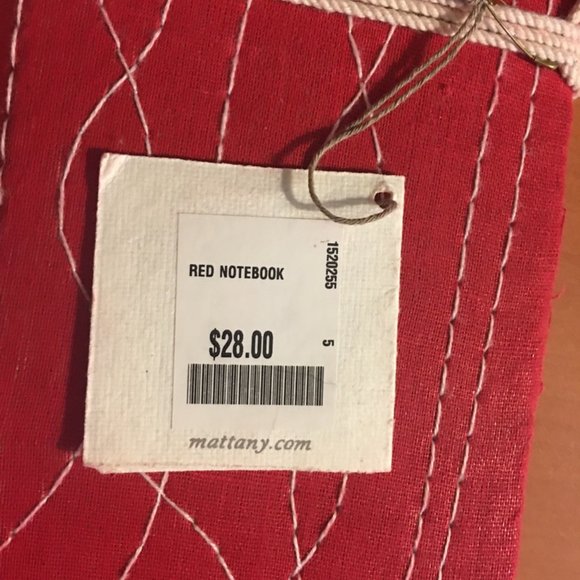 RED NOTEBOOK
1520255 5
$28.00
mattany.com